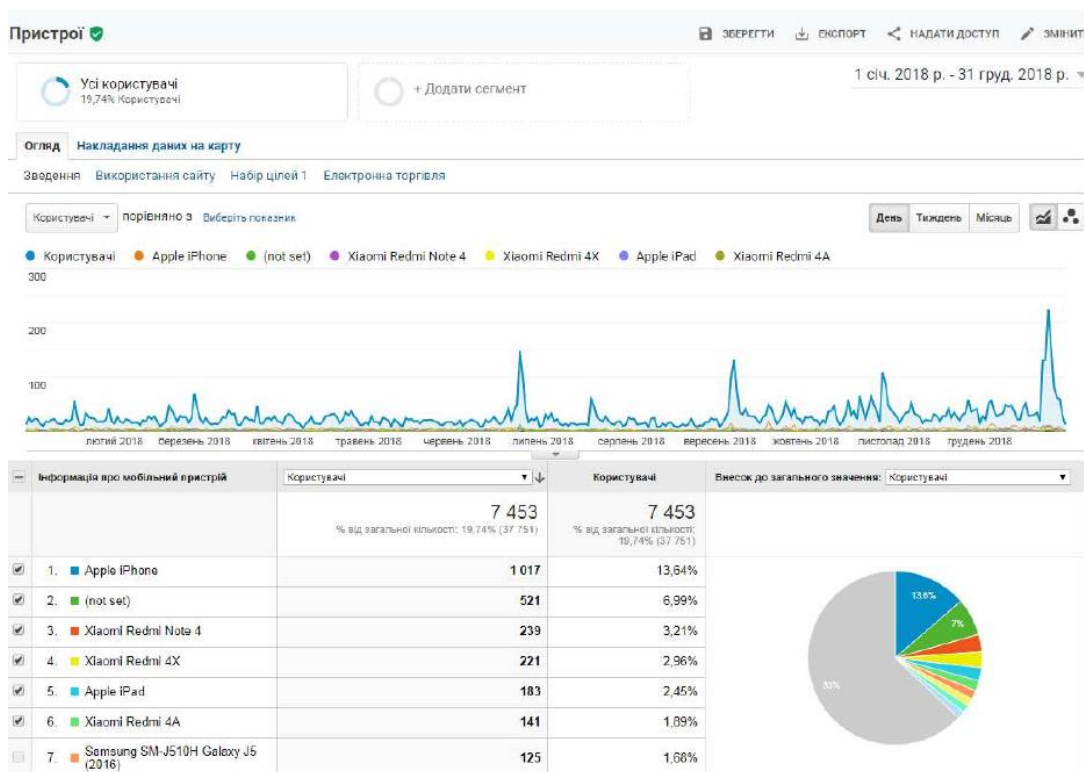 Пристрої
ЗБЕРЕГТИ ЕКСПОРТ НАДАТИ ДОСТУП ЗМІНИТИ
Усі користувачі
19,74% Користувачі
+ Додати сегмент
1 січ. 2018 р. - 31 груд. 2018 р.
Огляд Накладання даних на карту
Зведення Використання сайту Набір цілей 1 Електронна торгівля
Користувачі порівняно з Виберіть показник
День Тиждень Місяць
Користувачі Apple iPhone (not set) Xiaomi Redmi Note 4 Xiaomi Redmi 4X Apple iPad Xiaomi Redmi 4A
300
200
100
лютий 2018 березень 2018 квітень 2018 травень 2018 червень 2018 липень 2018 серпень 2018 вересень 2018 жовтень 2018 листопад 2018 грудень 2018
Інформація про мобільний пристрій Користувачі Користувачі Внесок до загального значення: Користувачі
7 453 7 453
% від загальної кількості: 19,74% (37 751) % від загальної кількості:
19,74% (37 751)
1. Apple iPhone 1 017 13,64%
2. (not set) 521 6,99%
3. Xiaomi Redmi Note 4 239 3,21%
4. Xiaomi Redmi 4X 221 2,96%
5. Apple iPad 183 2,45%
6. Xiaomi Redmi 4A 141 1,89%
7. Samsung SM-J510H Galaxy J5
(2016) 125 1,68%
13,6%
7%